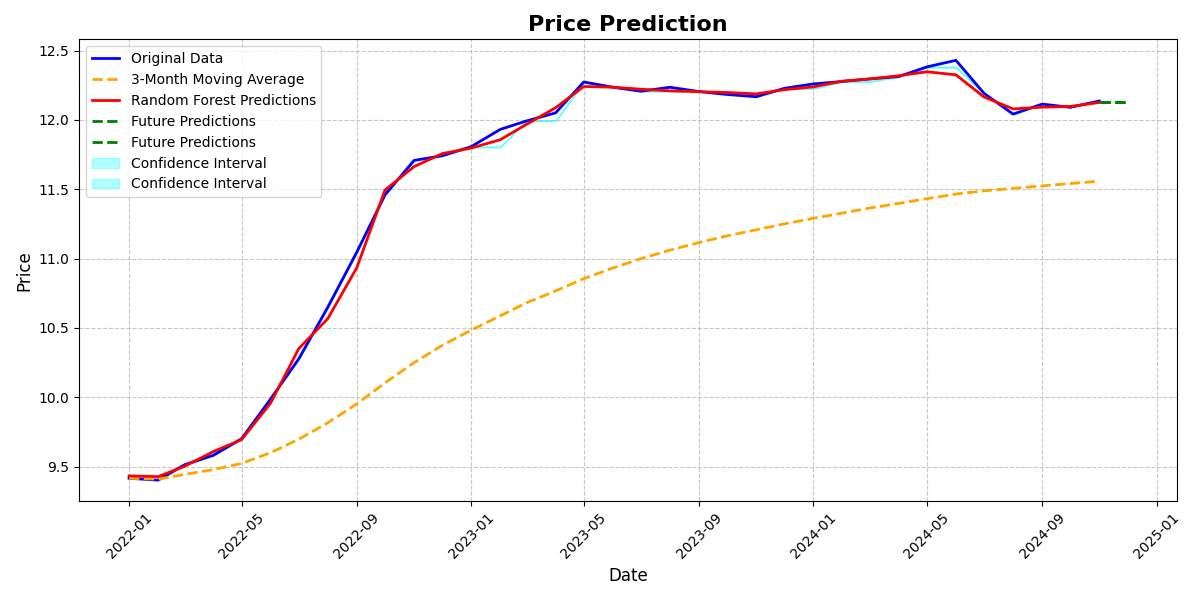 Price Prediction
12.5
12.0
11.5
11.0
10.5
10.0
9.5
Price
Original Data
3-Month Moving Average
Random Forest Predictions
Future Predictions
Future Predictions
Confidence Interval
Confidence Interval
2022-01
2022-05
2022-09
2023-01
2023-05
2023-09
2024-01
2024-05
2024-09
2025-01
Date